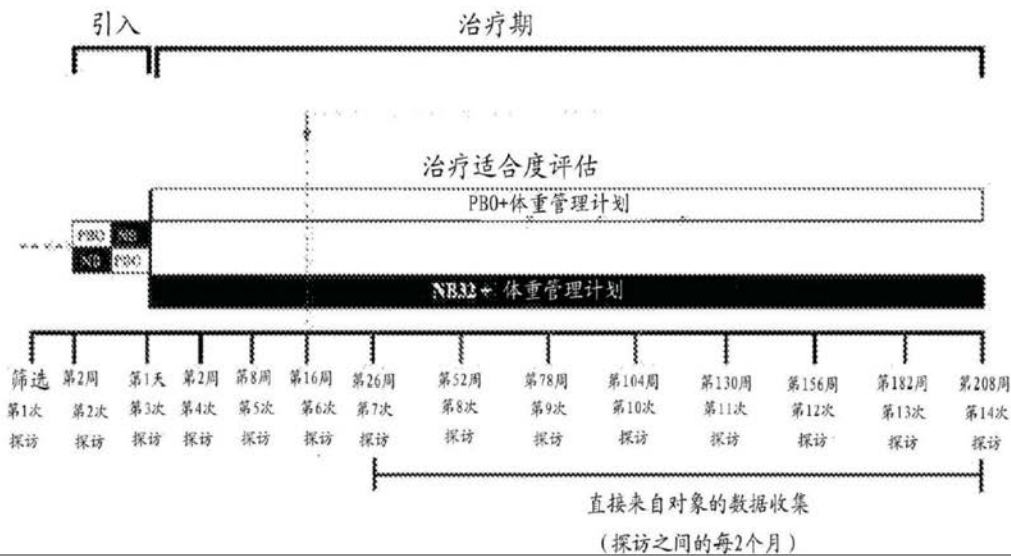 引入 治疗期
治疗适合度评估
PBO+体重管理计划
PBO NB
NB PBO
NB32 + 体重管理计划
筛选 第2周 第1天 第2周 第8周 第16周 第26周 第52周 第78周 第104周 第130周 第156周 第182周 第208周
第1次 第2次 第3次 第4次 第5次 第6次 第7次 第8次 第9次 第10次 第11次 第12次 第13次 第14次
探访 探访 探访 探访 探访 探访 探访 探访 探访 探访 探访 探访 探访 探访
直接来自对象的数据收集
(探访之间的每2个月)